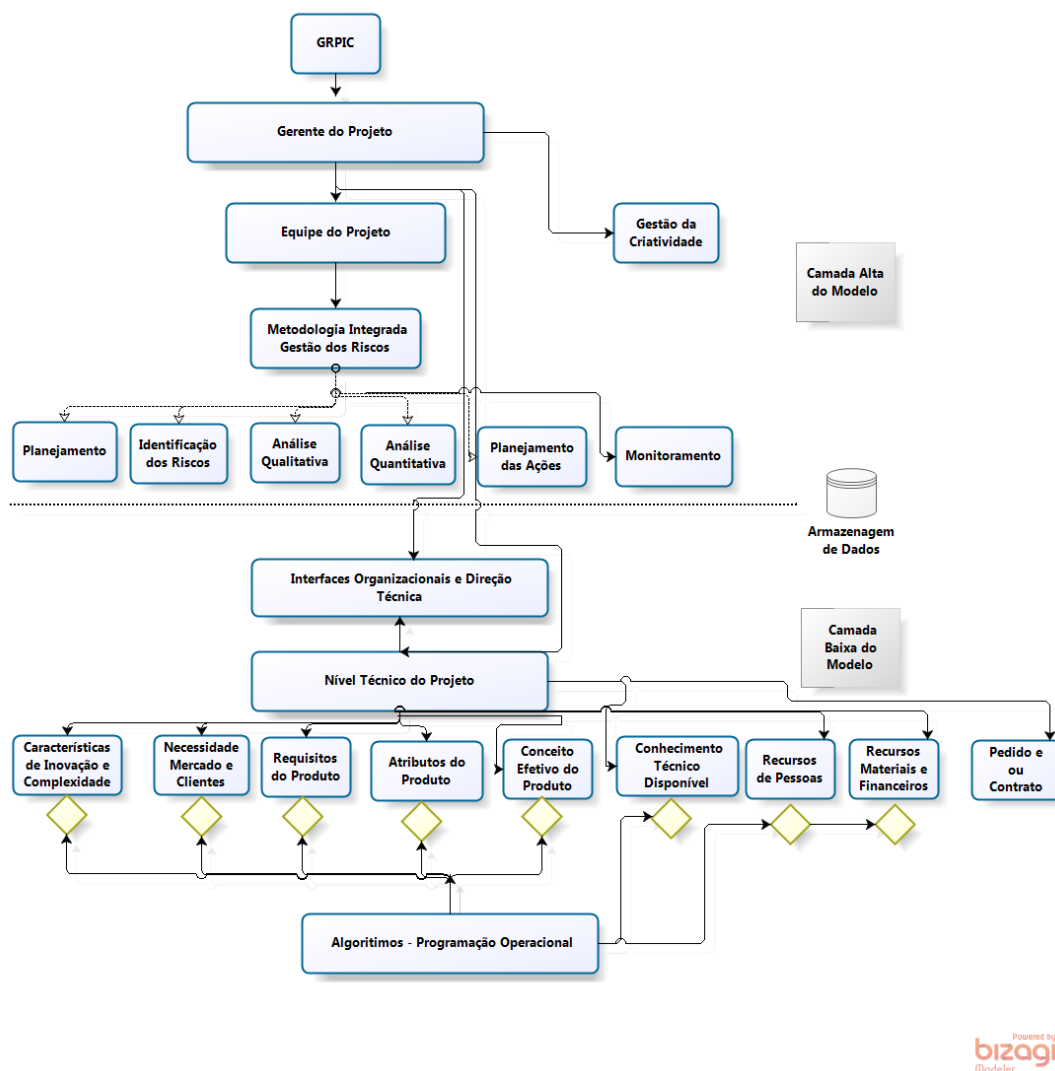 GRPIC
Gerente do Projeto
Equipe do Projeto
Gestão da
Criatividade
Camada Alta
do Modelo
Metodologia Integrada
Gestão dos Riscos
Planejamento
Identificação
dos Riscos
Análise
Qualitativa
Análise
Quantitativa
Planejamento
das Ações
Monitoramento
Armazenagem
de Dados
Interfaces Organizacionais e Direção
Técnica
Camada
Baixa do
Modelo
Nível Técnico do Projeto
Características
de Inovação e
Complexidade
Necessidade
Mercado e
Clientes
Requisitos
do Produto
Atributos do
Produto
Conceito
Efetivo do
Produto
Conhecimento
Técnico
Disponível
Recursos
de Pessoas
Recursos
Materiais e
Financeiros
Pedido e
ou
Contrato
Algoritimos - Programação Operacional
Powered by
bizagi
Modeler